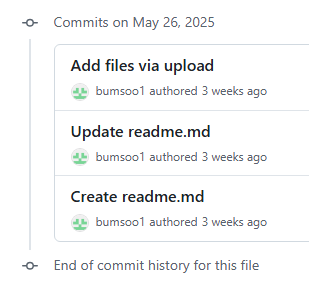 Commits on May 26, 2025
Add files via upload
bumsoo1 authored 3 weeks ago
Update readme.md
bumsoo1 authored 3 weeks ago
Create readme.md
bumsoo1 authored 3 weeks ago
End of commit history for this file